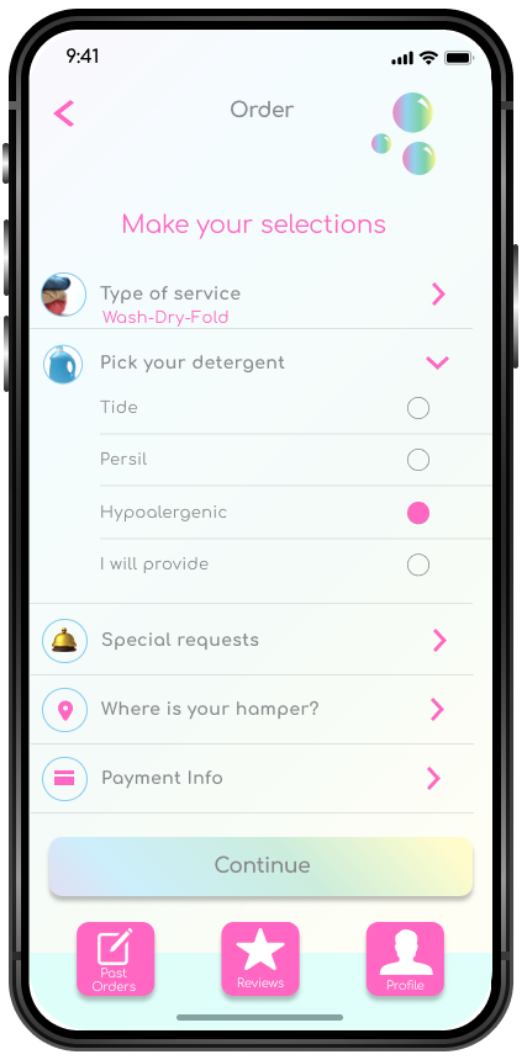 9:41
Order
Make your selections
Type of service
Wash-Dry-Fold
Pick your detergent
Tide
Persil
Hypoalergenic
I will provide
Special requests
Where is your hamper?
Payment Info
Continue
Past
Orders
Reviews
Profile